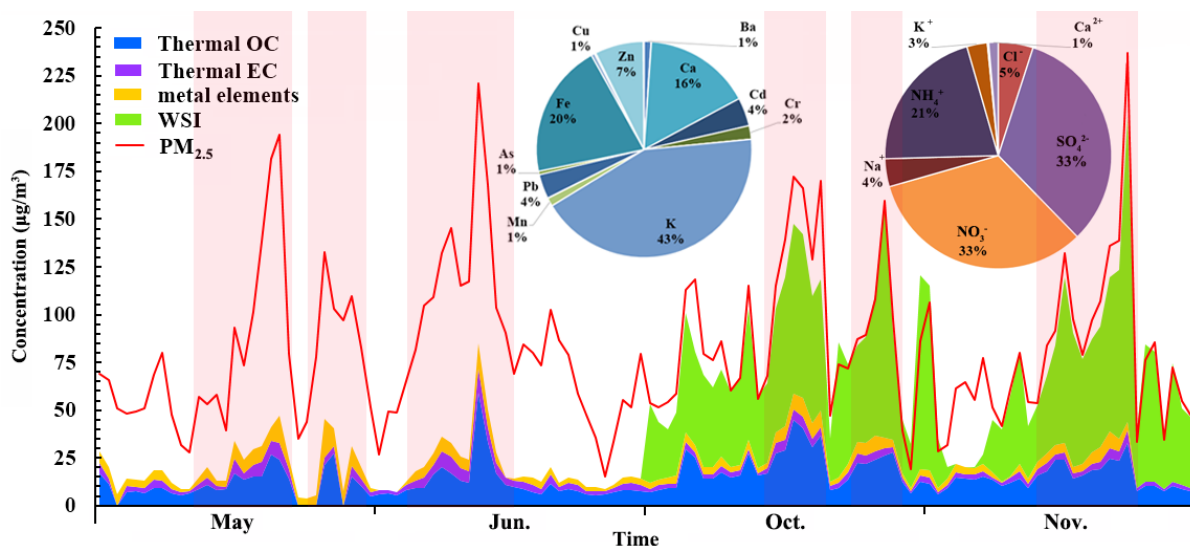 250
225
200
175
150
125
100
75
50
25
0
Concentration (μg/m³)
Thermal OC
Thermal EC
metal elements
WSI
PM₂.₅
Cu
1%
Zn
7%
Ba
1%
Ca
16%
Cd
4%
Cr
2%
Fe
20%
As
1%
Pb
4%
Mn
1%
K
43%
K⁺
3%
Ca²⁺
1%
Cl⁻
5%
NH₄⁺
21%
SO₄²⁻
33%
Na⁺
4%
NO₃⁻
33%
May
Jun.
Oct.
Nov.
Time